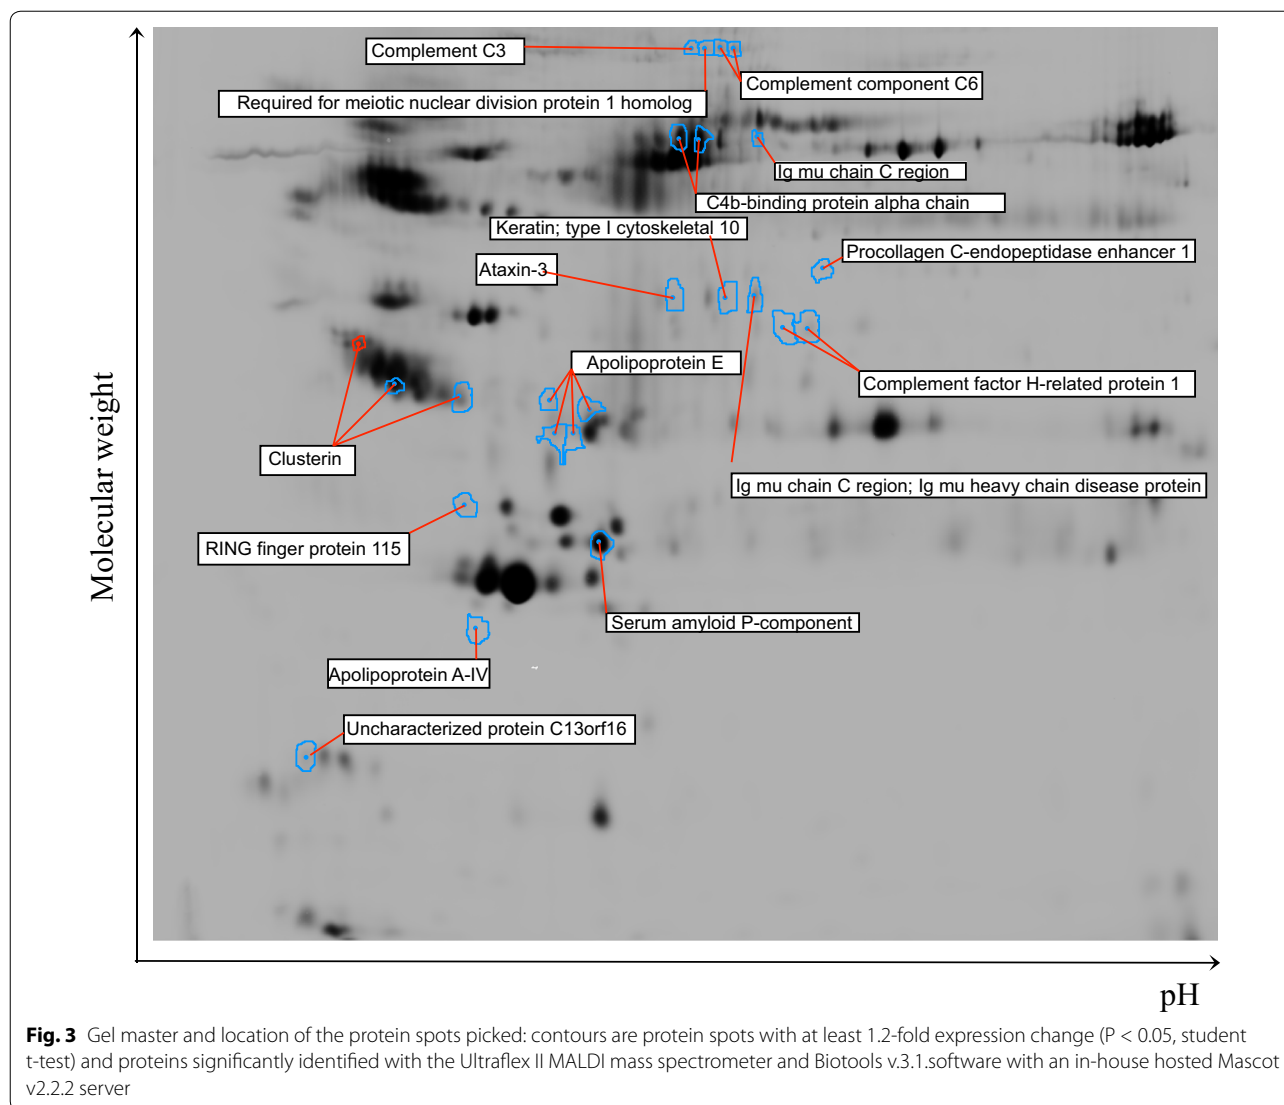 Complement C3
Complement component C6
Required for meiotic nuclear division protein 1 homolog
Ig mu chain C region
C4b-binding protein alpha chain
Keratin; type I cytoskeletal 10
Procollagen C-endopeptidase enhancer 1
Ataxin-3
Apolipoprotein E
Complement factor H-related protein 1
Clusterin
Ig mu chain C region; Ig mu heavy chain disease protein
RING finger protein 115
Serum amyloid P-component
Apolipoprotein A-IV
Uncharacterized protein C13orf16
Molecular weight
pH
Fig. 3 Gel master and location of the protein spots picked: contours are protein spots with at least 1.2-fold expression change (P < 0.05, student
t-test) and proteins significantly identified with the Ultraflex II MALDI mass spectrometer and Biotools v.3.1.software with an in-house hosted Mascot
v2.2.2 server